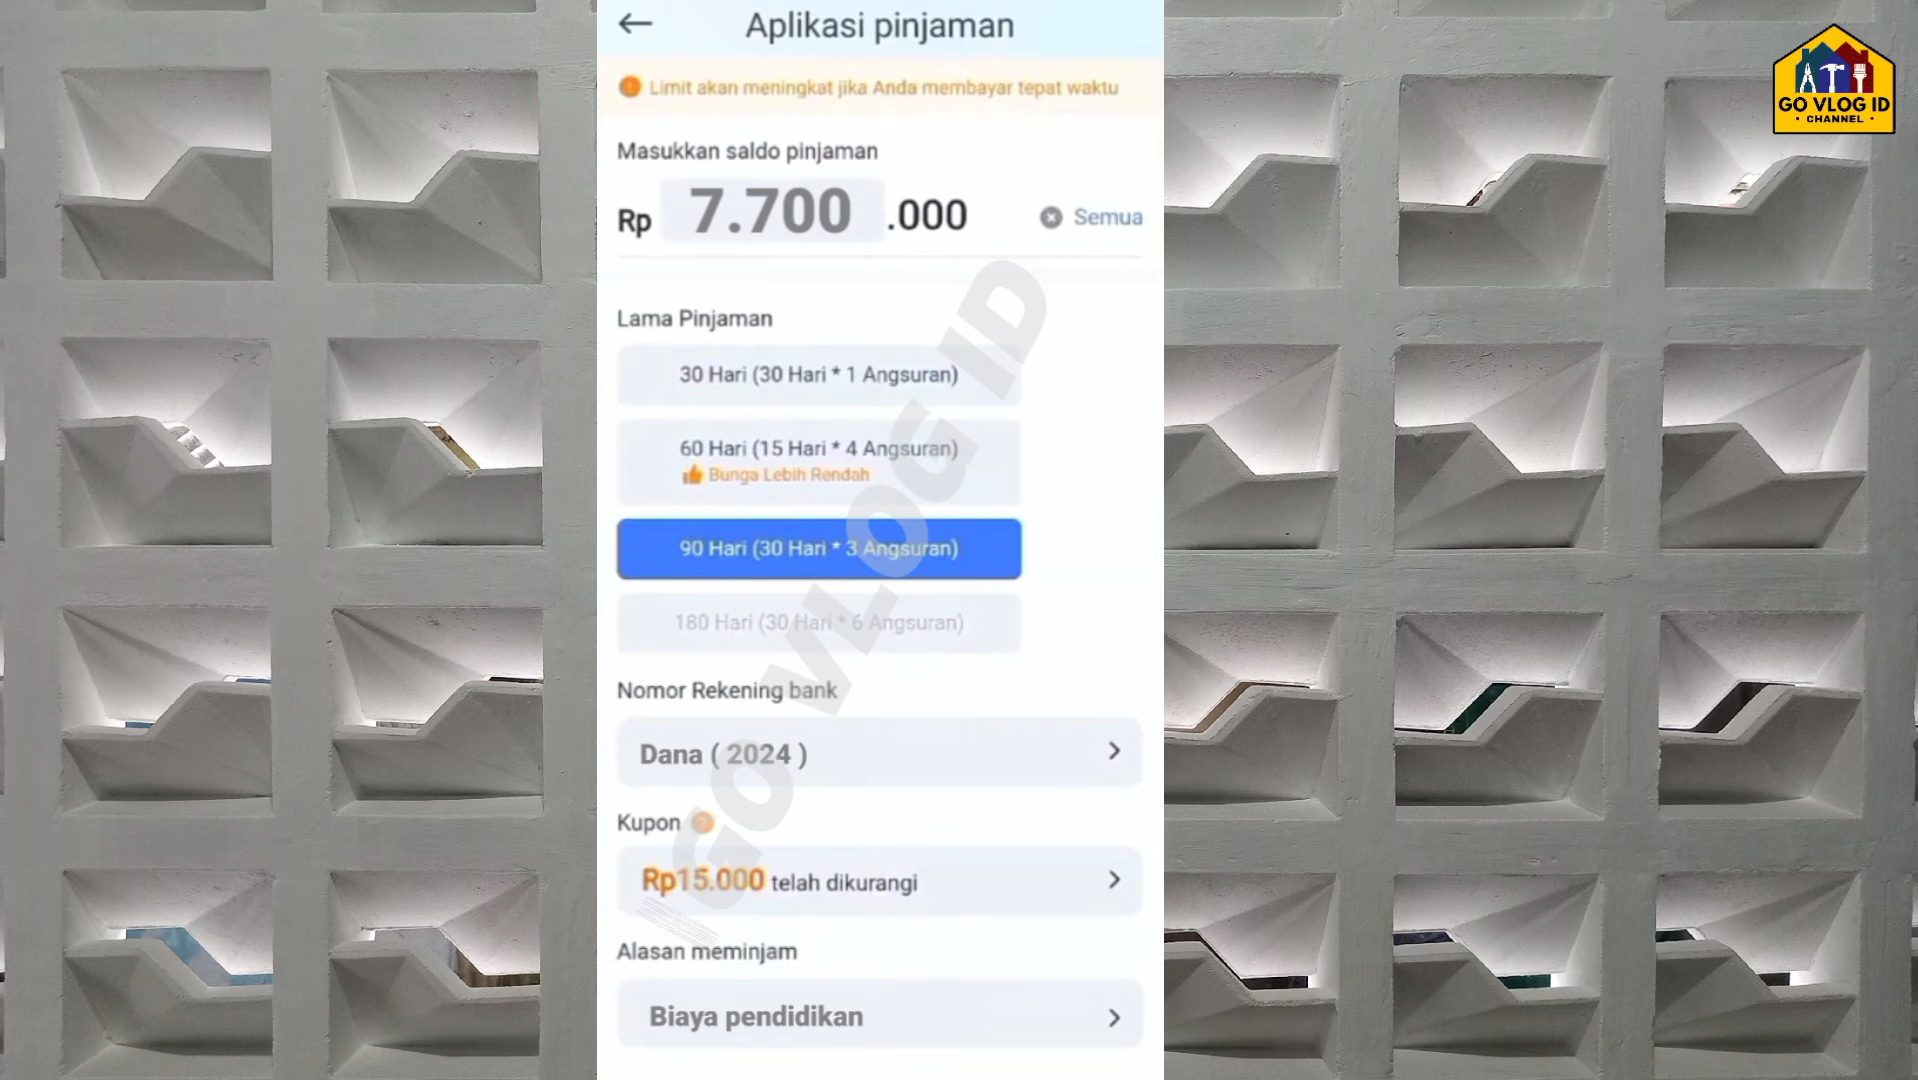 Aplikasi pinjaman
Limit akan meningkat jika Anda membayar tepat waktu
Masukkan saldo pinjaman
Rp 7.700 .000 Semua
Lama Pinjaman
30 Hari (30 Hari * 1 Angsuran)
60 Hari (15 Hari * 4 Angsuran)
Bunga Lebih Rendah
90 Hari (30 Hari * 3 Angsuran)
180 Hari (30 Hari * 6 Angsuran)
Nomor Rekening bank
Dana ( 2024 )
Kupon ?
Rp15.000 telah dikurangi
Alasan meminjam
Biaya pendidikan
GO VLOG ID
GO VLOG ID
• CHANNEL •